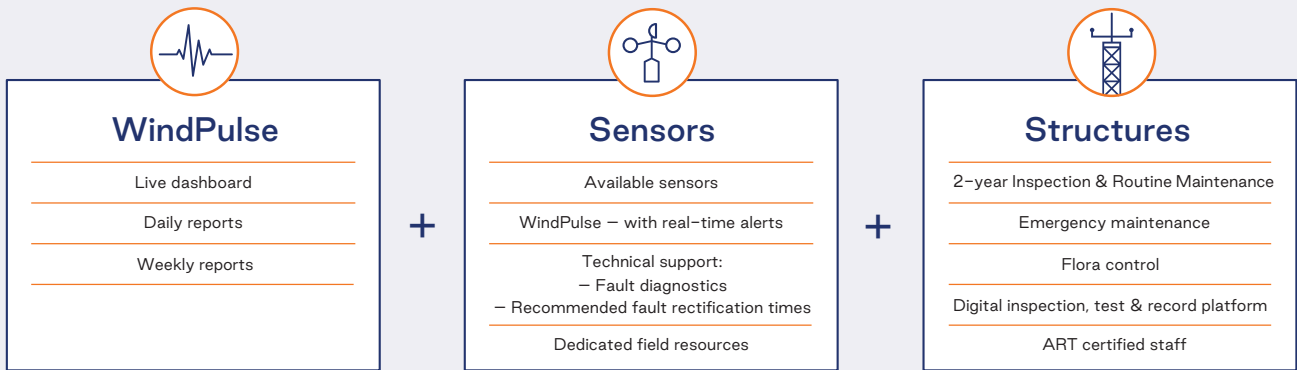 WindPulse
Live dashboard
Daily reports
Weekly reports
+
Sensors
Available sensors
WindPulse – with real-time alerts
Technical support:
– Fault diagnostics
– Recommended fault rectification times
Dedicated field resources
+
Structures
2-year Inspection & Routine Maintenance
Emergency maintenance
Flora control
Digital inspection, test & record platform
ART certified staff